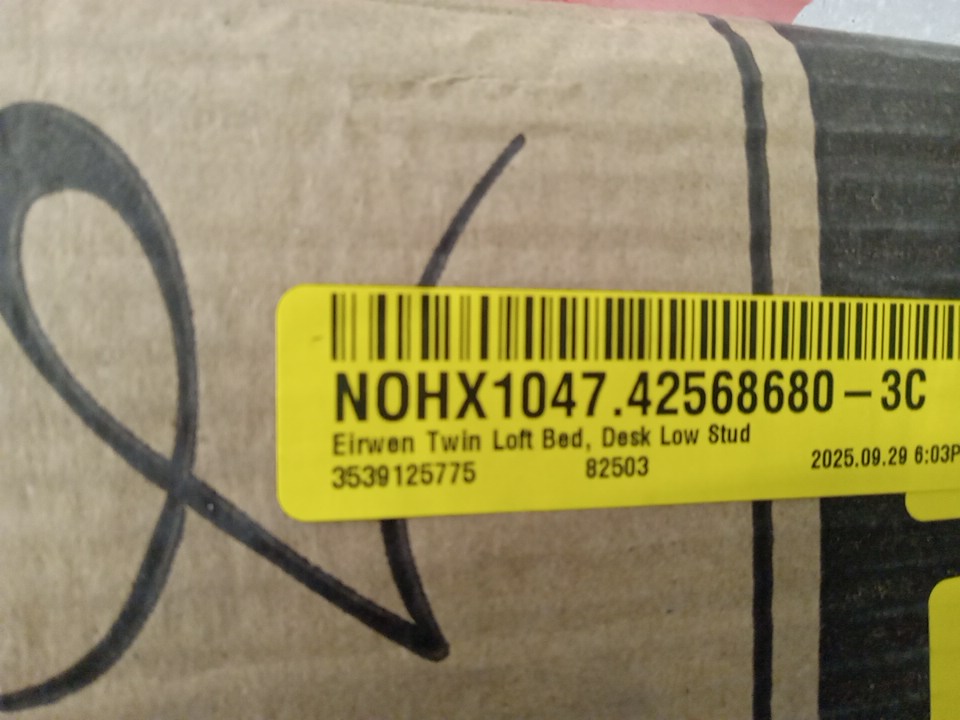 NOHX1047.42568680-3C
Eirwen Twin Loft Bed, Desk Low Stud
3539125775 82503 2025.09.29 6:03P